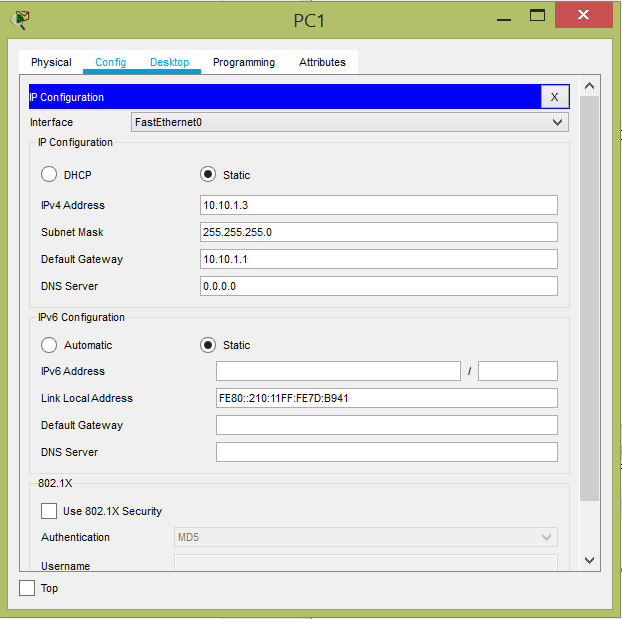 PC1
Physical Config Desktop Programming Attributes
IP Configuration X
Interface FastEthernet0
IP Configuration
DHCP Static
IPv4 Address 10.10.1.3
Subnet Mask 255.255.255.0
Default Gateway 10.10.1.1
DNS Server 0.0.0.0
IPv6 Configuration
Automatic Static
IPv6 Address /
Link Local Address FE80::210:11FF:FE7D:B941
Default Gateway
DNS Server
802.1X
Use 802.1X Security
Authentication MD5
Username
Top